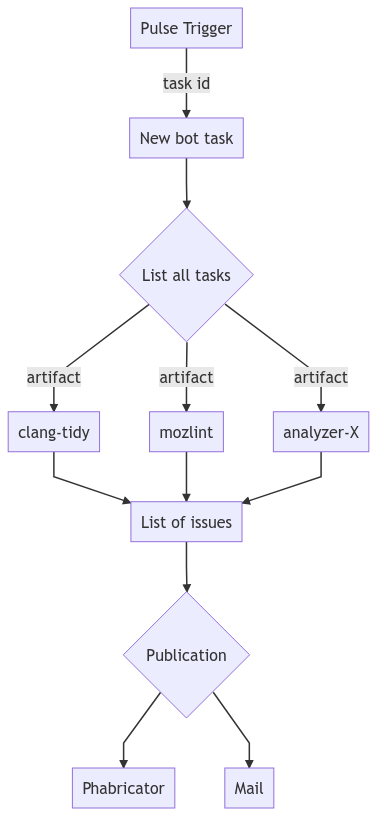 Pulse Trigger
task id
New bot task
List all tasks
artifact
artifact
artifact
clang-tidy
mozlint
analyzer-X
List of issues
Publication
Phabricator
Mail